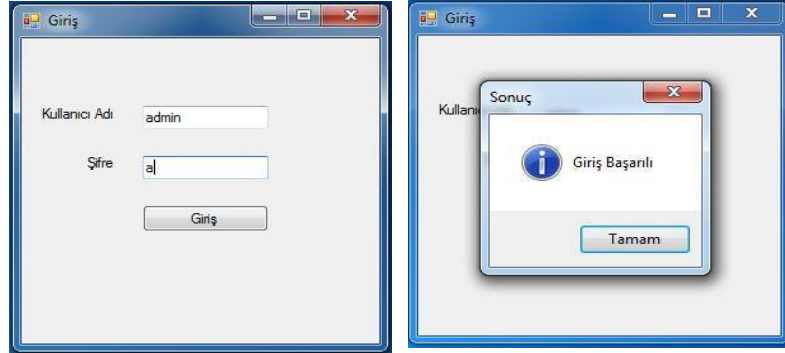 Giriş
Kullanıcı Adı
admin
Şifre
a
Giriş
Giriş
Kullanı
Sonuç
Giriş Başarılı
Tamam